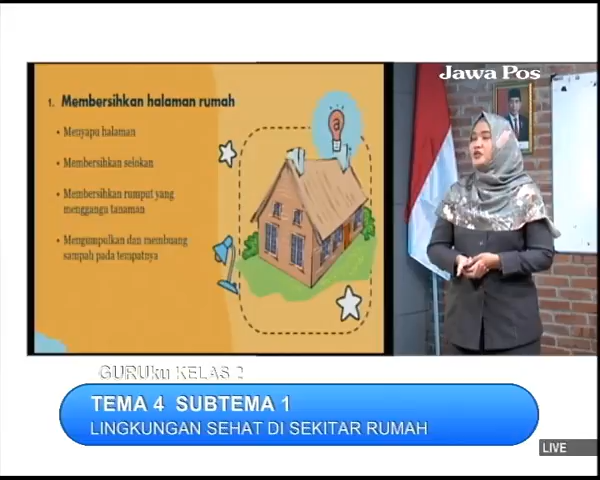 Jawa Pos
1. Membersihkan halaman rumah
• Menyapu halaman
• Membersihkan selokan
• Membersihkan rumput yang
menggangu tanaman
• Mengumpulkan dan membuang
sampah pada tempatnya
a
GURUku KELAS 2
TEMA 4 SUBTEMA 1
LINGKUNGAN SEHAT DI SEKITAR RUMAH
LIVE